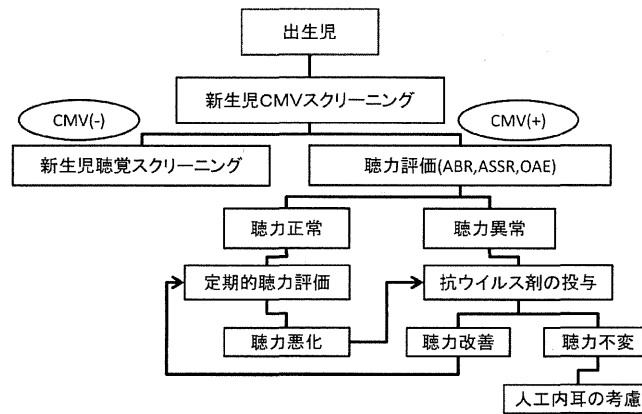 出生児
新生児CMVスクリーニング
CMV(-)
CMV(+)
新生児聴覚スクリーニング
聴力評価(ABR,ASSR,OAE)
聴力正常
聴力異常
定期的聴力評価
抗ウイルス剤の投与
聴力悪化
聴力改善
聴力不変
人工内耳の考慮